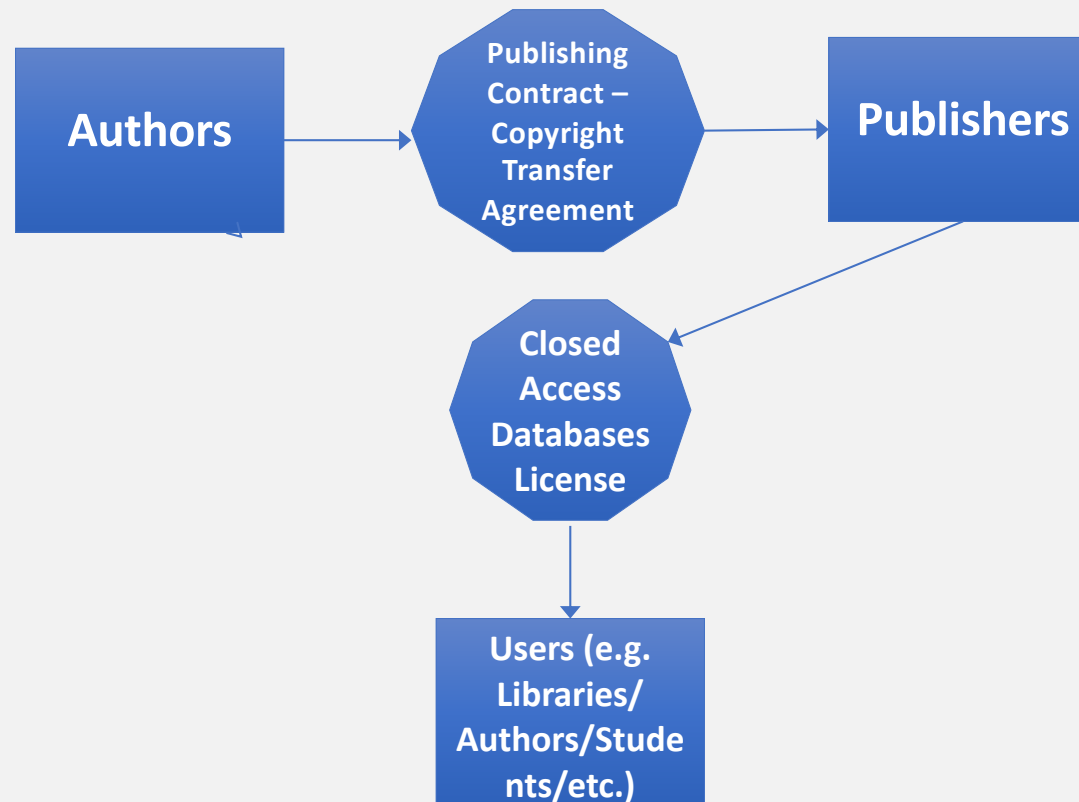 Authors
Publishing
Contract –
Copyright
Transfer
Agreement
Publishers
Closed
Access
Databases
License
Users (e.g.
Libraries/
Authors/Stude
nts/etc.)